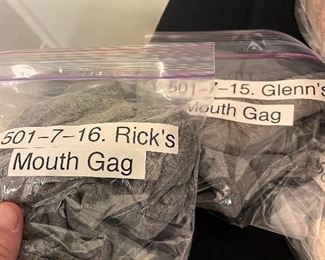 501-7-16. Rick's
Mouth Gag
501-7-15. Glenn's
Mouth Gag